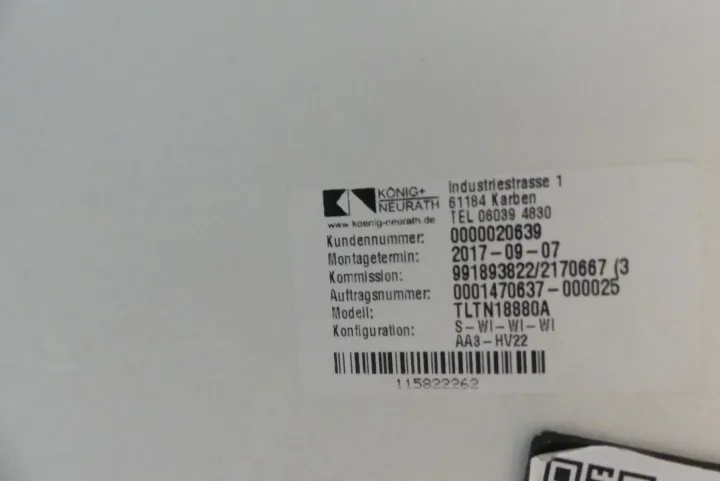 KÖNIG+
NEURATH
www.koenig-neurath.de
Industriestrasse 1
61184 Karben
TEL 06039 4830
Kundennummer: 0000020639
Montagetermin: 2017-09-07
Kommission: 991893822/2170667 (3
Auftragsnummer: 0001470637-000025
Modell: TLTN18880A
Konfiguration: S-WI-WI-WI
AA3-HV22
115822262